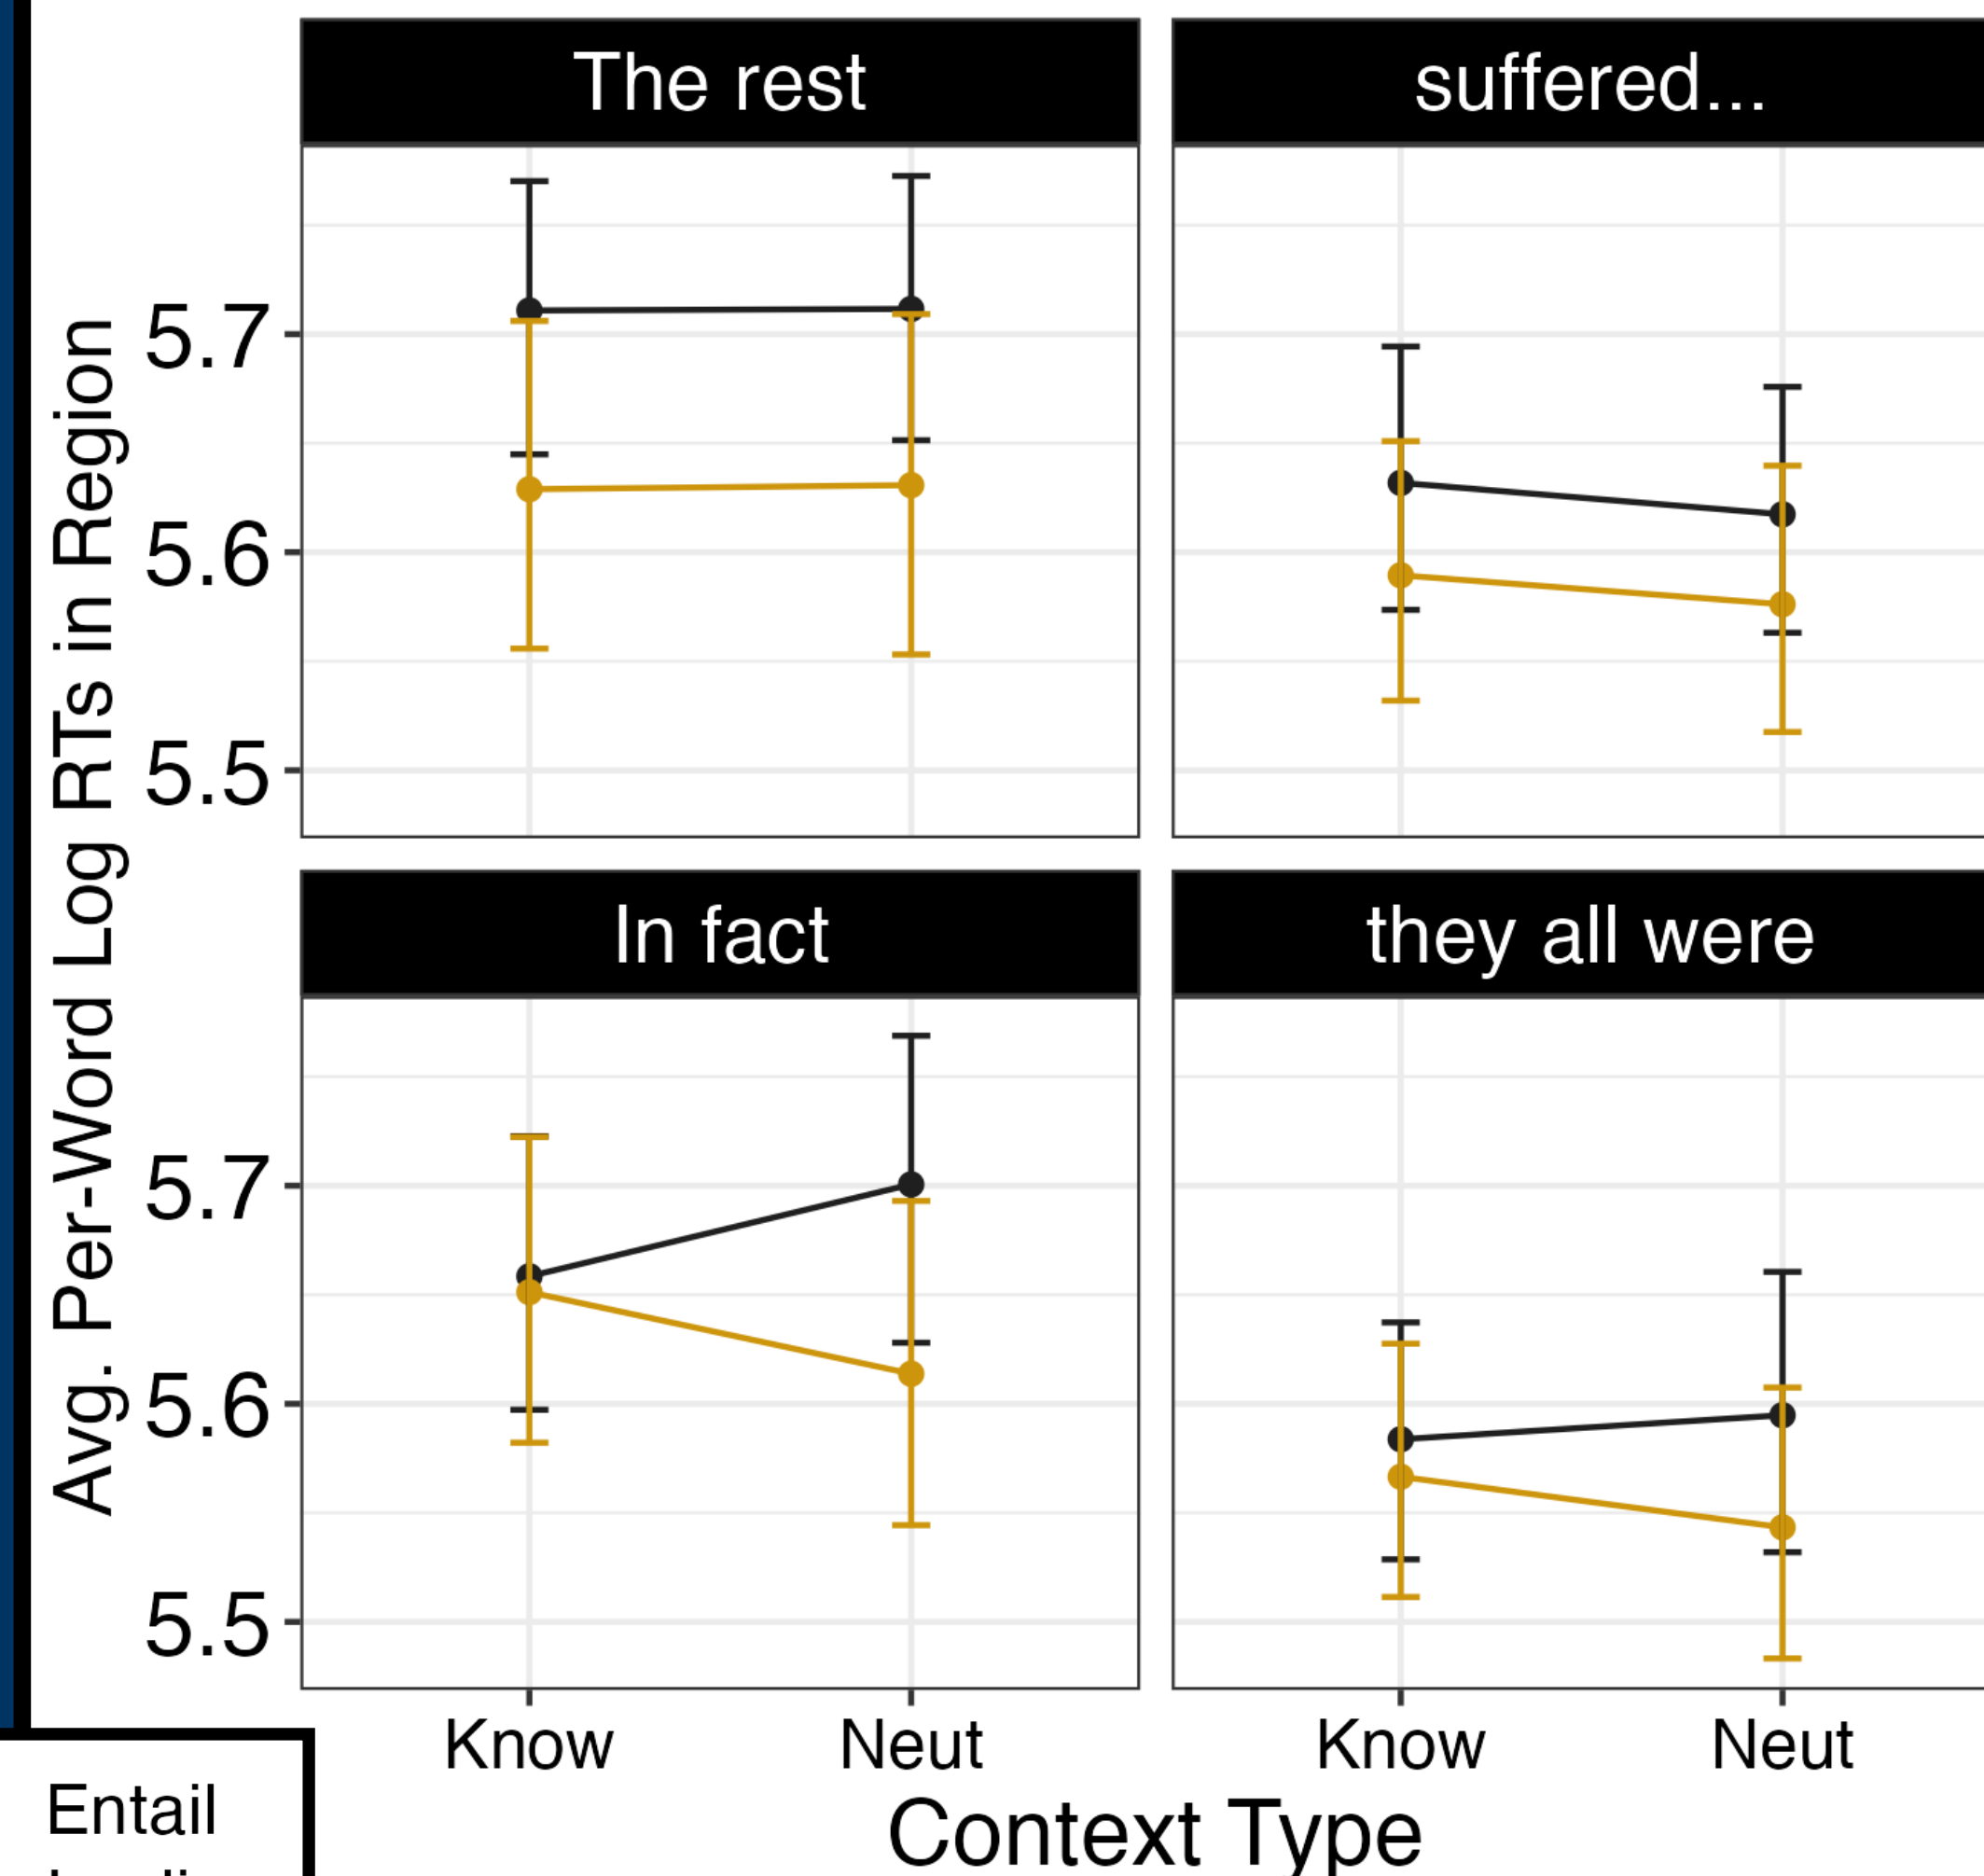 The rest
suffered...
Avg. Per-Word Log RTs in Region
5.7
5.6
5.5
In fact
they all were
5.7
5.6
5.5
Know
Neut
Know
Neut
Context Type
Entail